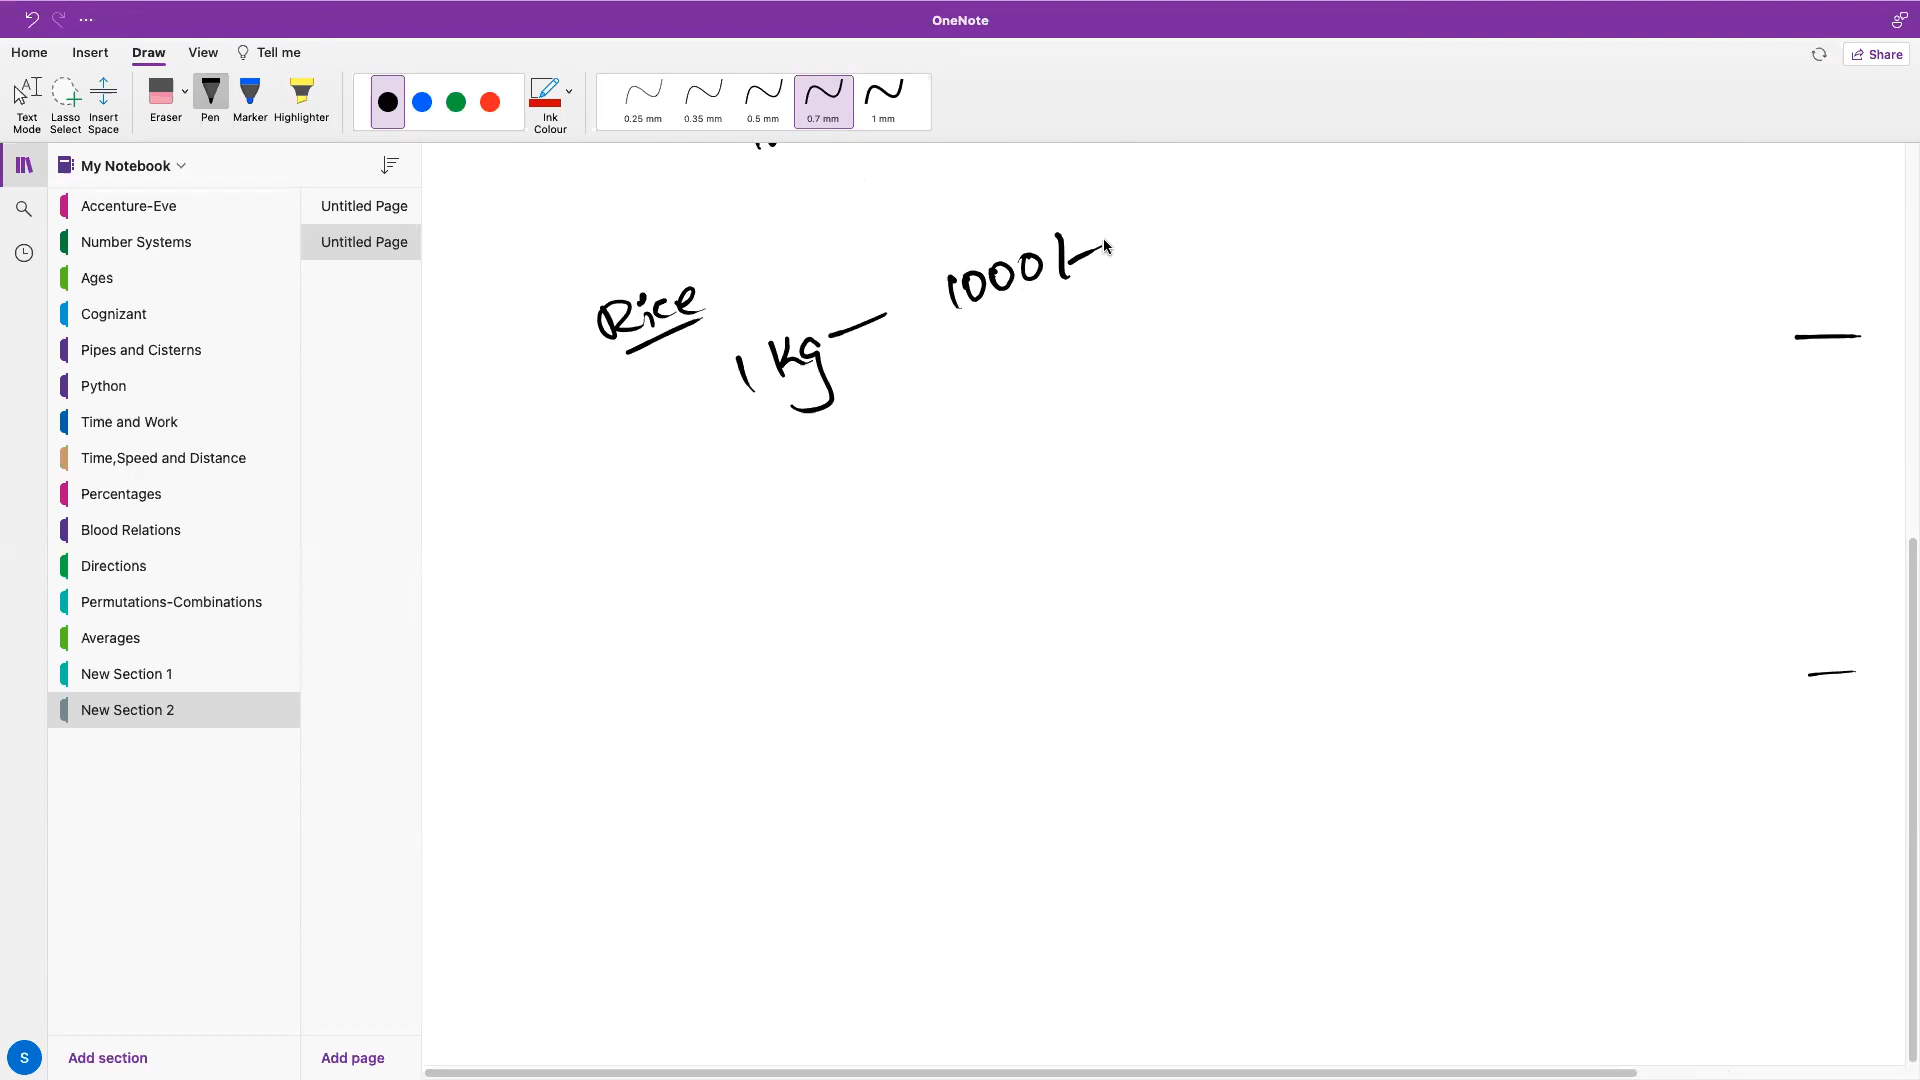 OneNote
Home Insert Draw View Tell me
Share
Text Mode
Lasso Select
Insert Space
Eraser
Pen
Marker
Highlighter
Ink Colour
0.25 mm
0.35 mm
0.5 mm
0.7 mm
1 mm
My Notebook
Accenture-Eve
Number Systems
Ages
Cognizant
Pipes and Cisterns
Python
Time and Work
Time,Speed and Distance
Percentages
Blood Relations
Directions
Permutations-Combinations
Averages
New Section 1
New Section 2
Untitled Page
Untitled Page
Rice
1 Kg — 1000/-
S
Add section
Add page